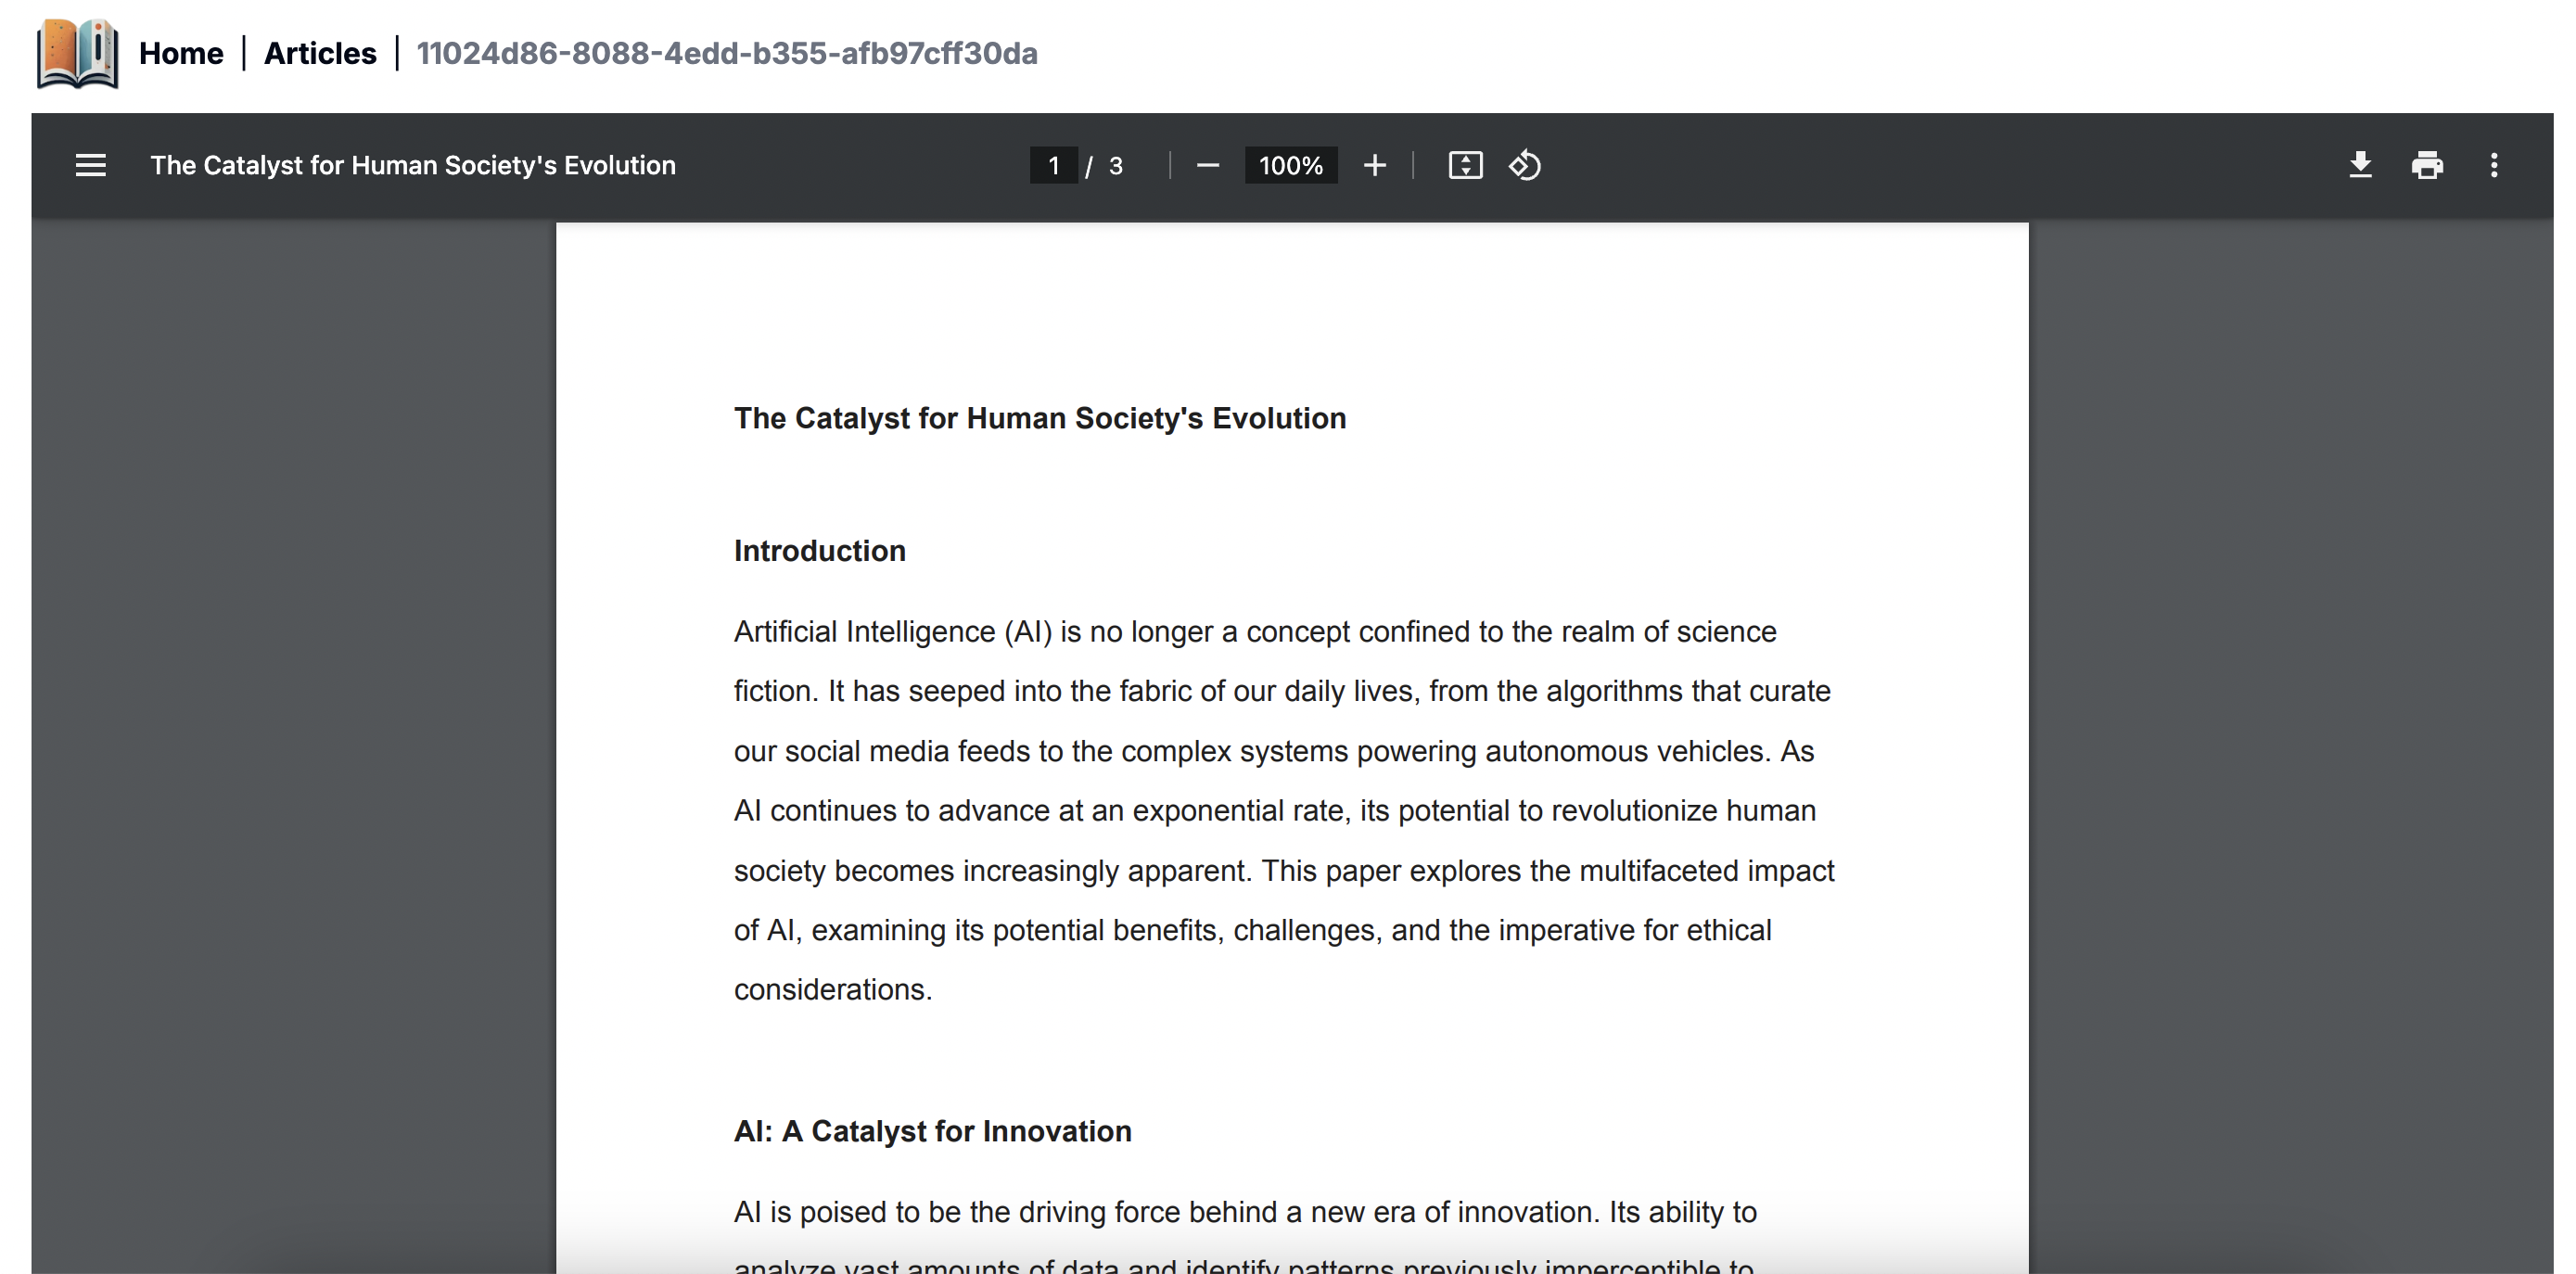 Home | Articles | 11024d86-8088-4edd-b355-afb97cff30da
The Catalyst for Human Society's Evolution 1 / 3 100%
The Catalyst for Human Society's Evolution
Introduction
Artificial Intelligence (AI) is no longer a concept confined to the realm of science
fiction. It has seeped into the fabric of our daily lives, from the algorithms that curate
our social media feeds to the complex systems powering autonomous vehicles. As
AI continues to advance at an exponential rate, its potential to revolutionize human
society becomes increasingly apparent. This paper explores the multifaceted impact
of AI, examining its potential benefits, challenges, and the imperative for ethical
considerations.
AI: A Catalyst for Innovation
AI is poised to be the driving force behind a new era of innovation. Its ability to
analyze vast amounts of data and identify patterns previously imperceptible to